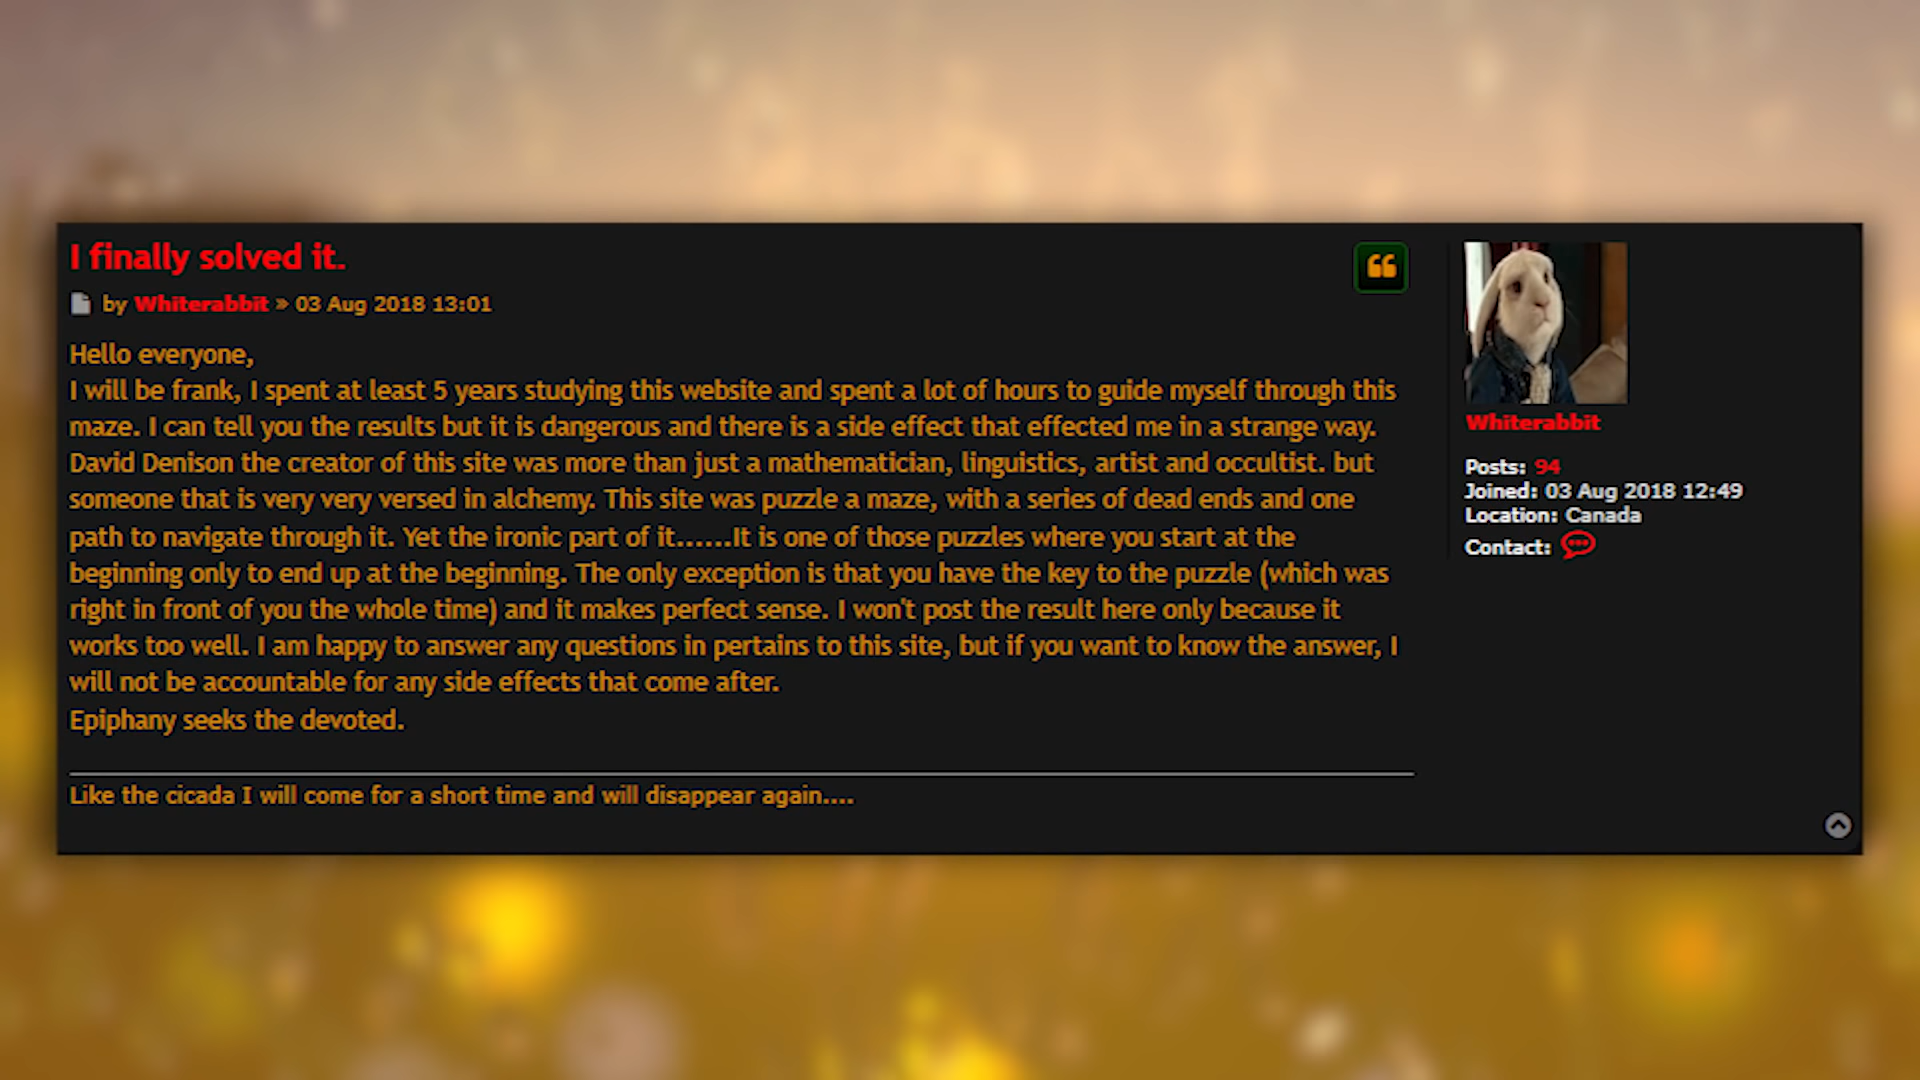 I finally solved it.
by Whiterabbit » 03 Aug 2018 13:01
Hello everyone,
I will be frank, I spent at least 5 years studying this website and spent a lot of hours to guide myself through this
maze. I can tell you the results but it is dangerous and there is a side effect that effected me in a strange way.
David Denison the creator of this site was more than just a mathematician, linguistics, artist and occultist. but
someone that is very very versed in alchemy. This site was puzzle a maze, with a series of dead ends and one
path to navigate through it. Yet the ironic part of it......It is one of those puzzles where you start at the
beginning only to end up at the beginning. The only exception is that you have the key to the puzzle (which was
right in front of you the whole time) and it makes perfect sense. I won't post the result here only because it
works too well. I am happy to answer any questions in pertains to this site, but if you want to know the answer, I
will not be accountable for any side effects that come after.
Epiphany seeks the devoted.
Like the cicada I will come for a short time and will disappear again....
Whiterabbit
Posts: 94
Joined: 03 Aug 2018 12:49
Location: Canada
Contact: